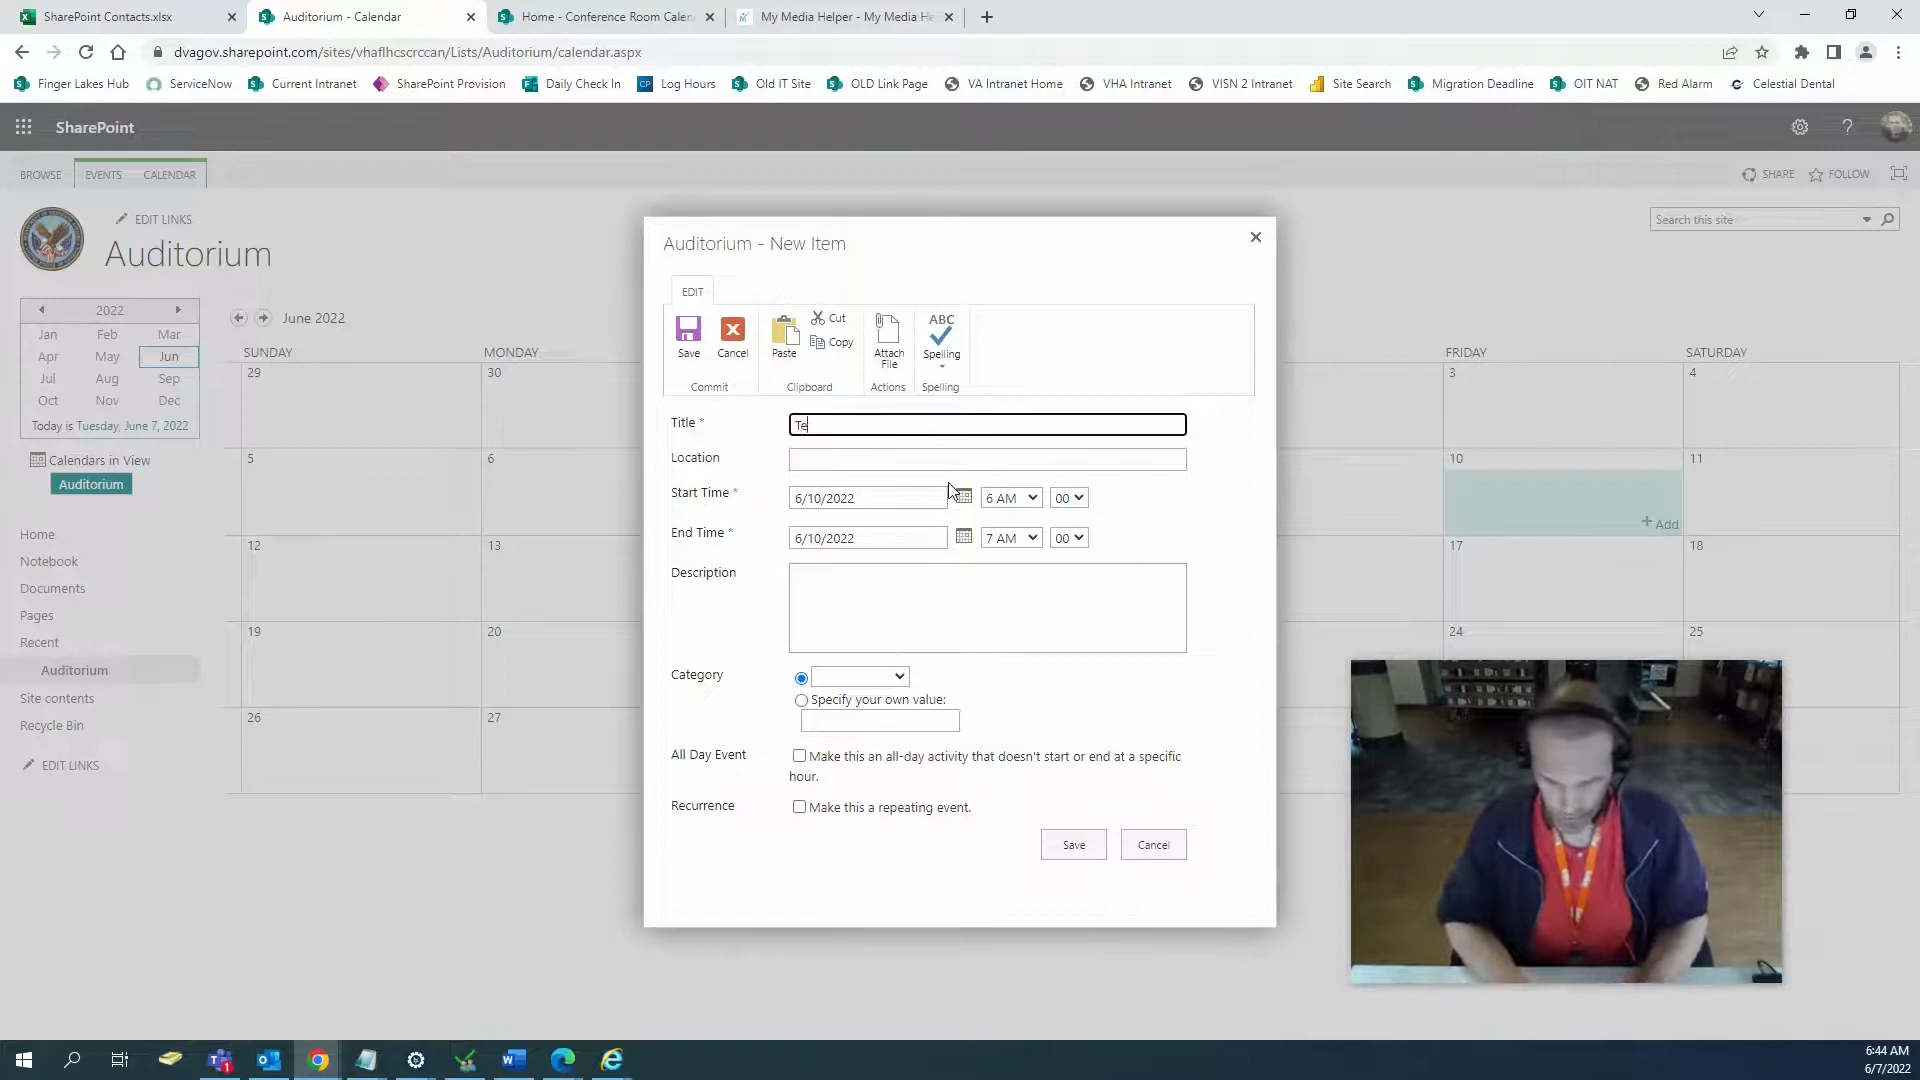 SharePoint Contacts.xlsx
Auditorium - Calendar
Home - Conference Room Calen
My Media Helper - My Media He
dvagov.sharepoint.com/sites/vhaflhcscrccan/Lists/Auditorium/calendar.aspx
Finger Lakes Hub ServiceNow Current Intranet SharePoint Provision Daily Check In CP Log Hours Old IT Site OLD Link Page VA Intranet Home VHA Intranet VISN 2 Intranet Site Search Migration Deadline OIT NAT Red Alarm Celestial Dental
SharePoint
?
BROWSE EVENTS CALENDAR
SHARE FOLLOW
EDIT LINKS
Auditorium
Search this site
2022
Jan Feb Mar
Apr May Jun
Jul Aug Sep
Oct Nov Dec
Today is Tuesday, June 7, 2022
Calendars in View
Auditorium
Home
Notebook
Documents
Pages
Recent
Auditorium
Site contents
Recycle Bin
EDIT LINKS
June 2022
SUNDAY MONDAY FRIDAY SATURDAY
29 30 3 4
5 6 10 11
+ Add
12 13 17 18
19 20 24 25
26 27
Auditorium - New Item
EDIT
Save Cancel Paste Cut Copy Attach File ABC Spelling
Commit Clipboard Actions Spelling
Title * Te
Location
Start Time * 6/10/2022 6 AM 00
End Time * 6/10/2022 7 AM 00
Description
Category
Specify your own value:
All Day Event Make this an all-day activity that doesn't start or end at a specific
hour.
Recurrence Make this a repeating event.
Save Cancel
6:44 AM
6/7/2022